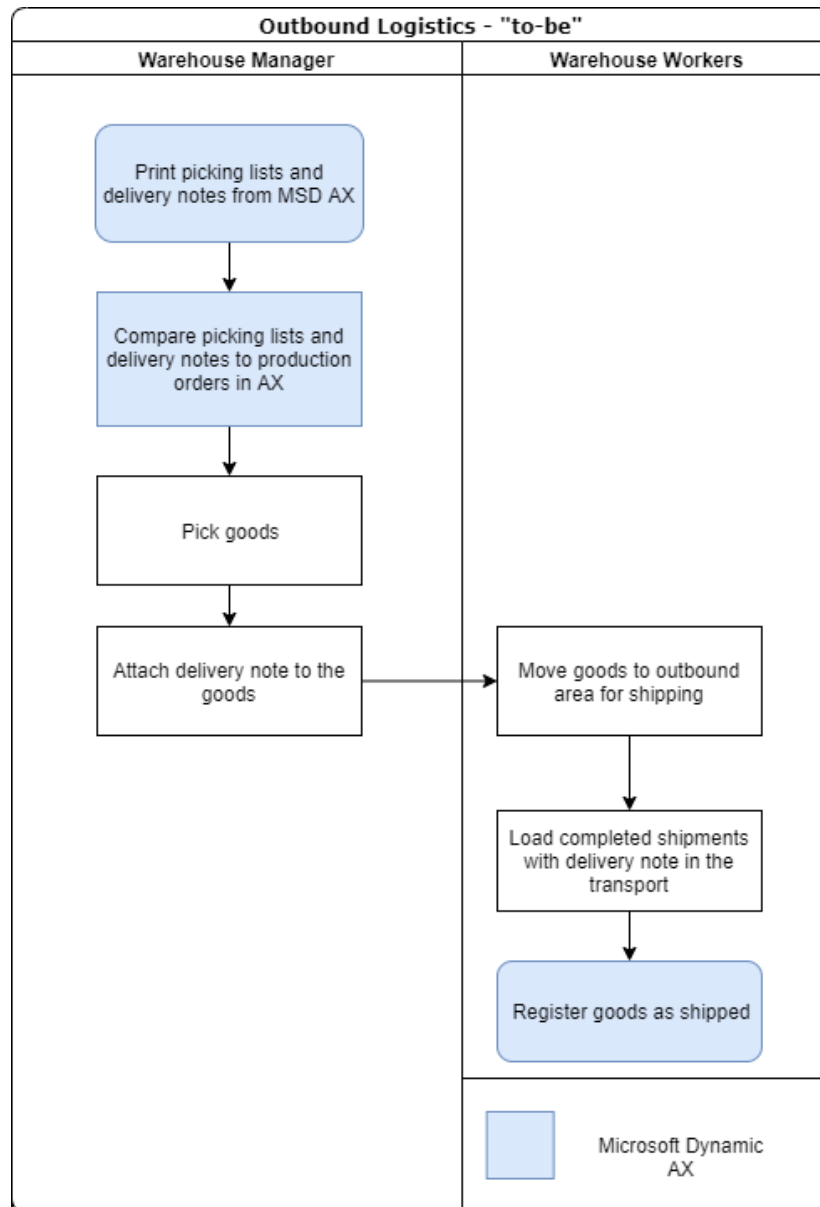 Outbound Logistics - "to-be"
Warehouse Manager
Warehouse Workers
Print picking lists and
delivery notes from MSD AX
Compare picking lists and
delivery notes to production
orders in AX
Pick goods
Attach delivery note to the
goods
Move goods to outbound
area for shipping
Load completed shipments
with delivery note in the
transport
Register goods as shipped
Microsoft Dynamic
AX